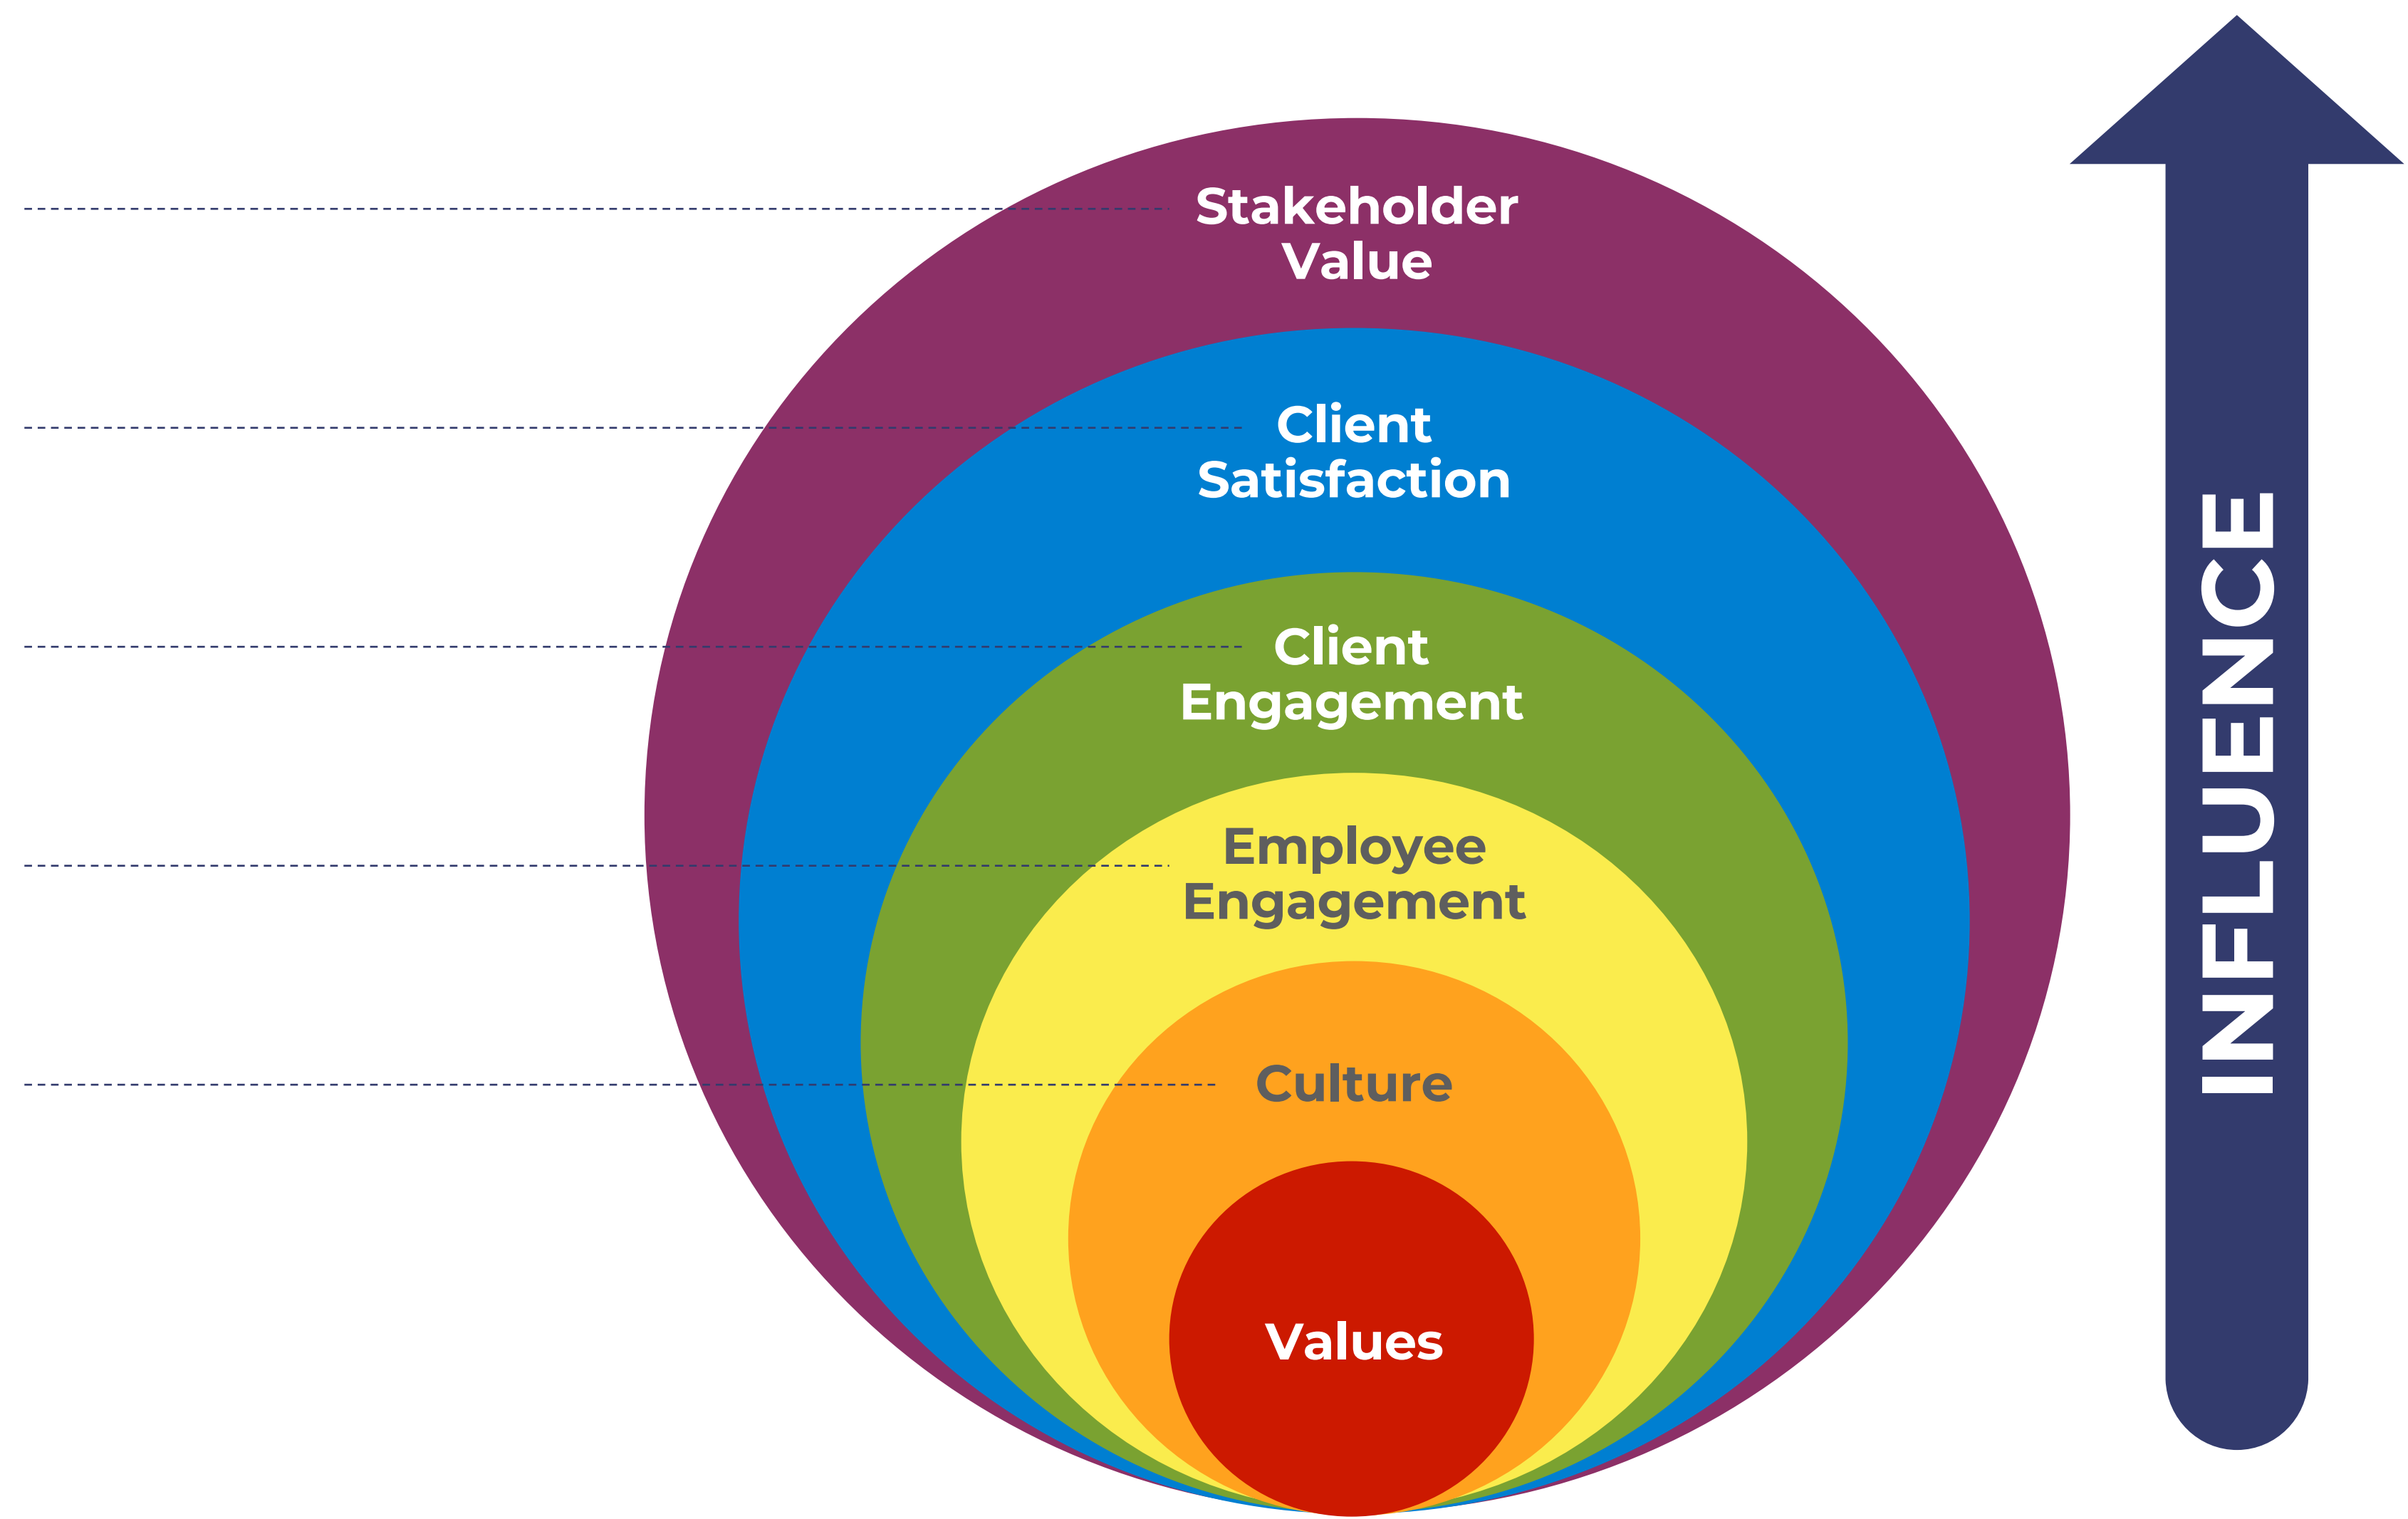 Stakeholder
Value
Client
Satisfaction
Client
Engagement
Employee
Engagement
Culture
Values
INFLUENCE